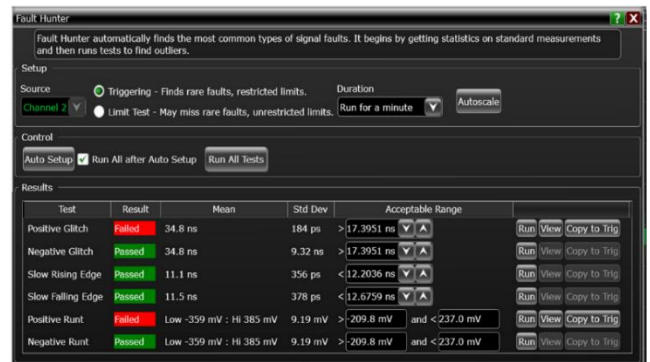 Fault Hunter ? X
Fault Hunter automatically finds the most common types of signal faults. It begins by getting statistics on standard measurements
and then runs tests to find outliers.
Setup
Source Triggering - Finds rare faults, restricted limits. Duration
Channel 2 Limit Test - May miss rare faults, unrestricted limits. Run for a minute Autoscale
Control
Auto Setup Run All after Auto Setup Run All Tests
Results
Test Result Mean Std Dev Acceptable Range
Positive Glitch Failed 34.8 ns 184 ps > 17.3951 ns Run View Copy to Trig
Negative Glitch Passed 34.8 ns 9.32 ns > 17.3951 ns Run View Copy to Trig
Slow Rising Edge Passed 11.1 ns 356 ps < 12.2036 ns Run View Copy to Trig
Slow Falling Edge Passed 11.5 ns 378 ps < 12.6759 ns Run View Copy to Trig
Positive Runt Failed Low -359 mV : Hi 385 mV 9.19 mV > -209.8 mV and < 237.0 mV Run View Copy to Trig
Negative Runt Passed Low -359 mV : Hi 385 mV 9.19 mV > -209.8 mV and < 237.0 mV Run View Copy to Trig